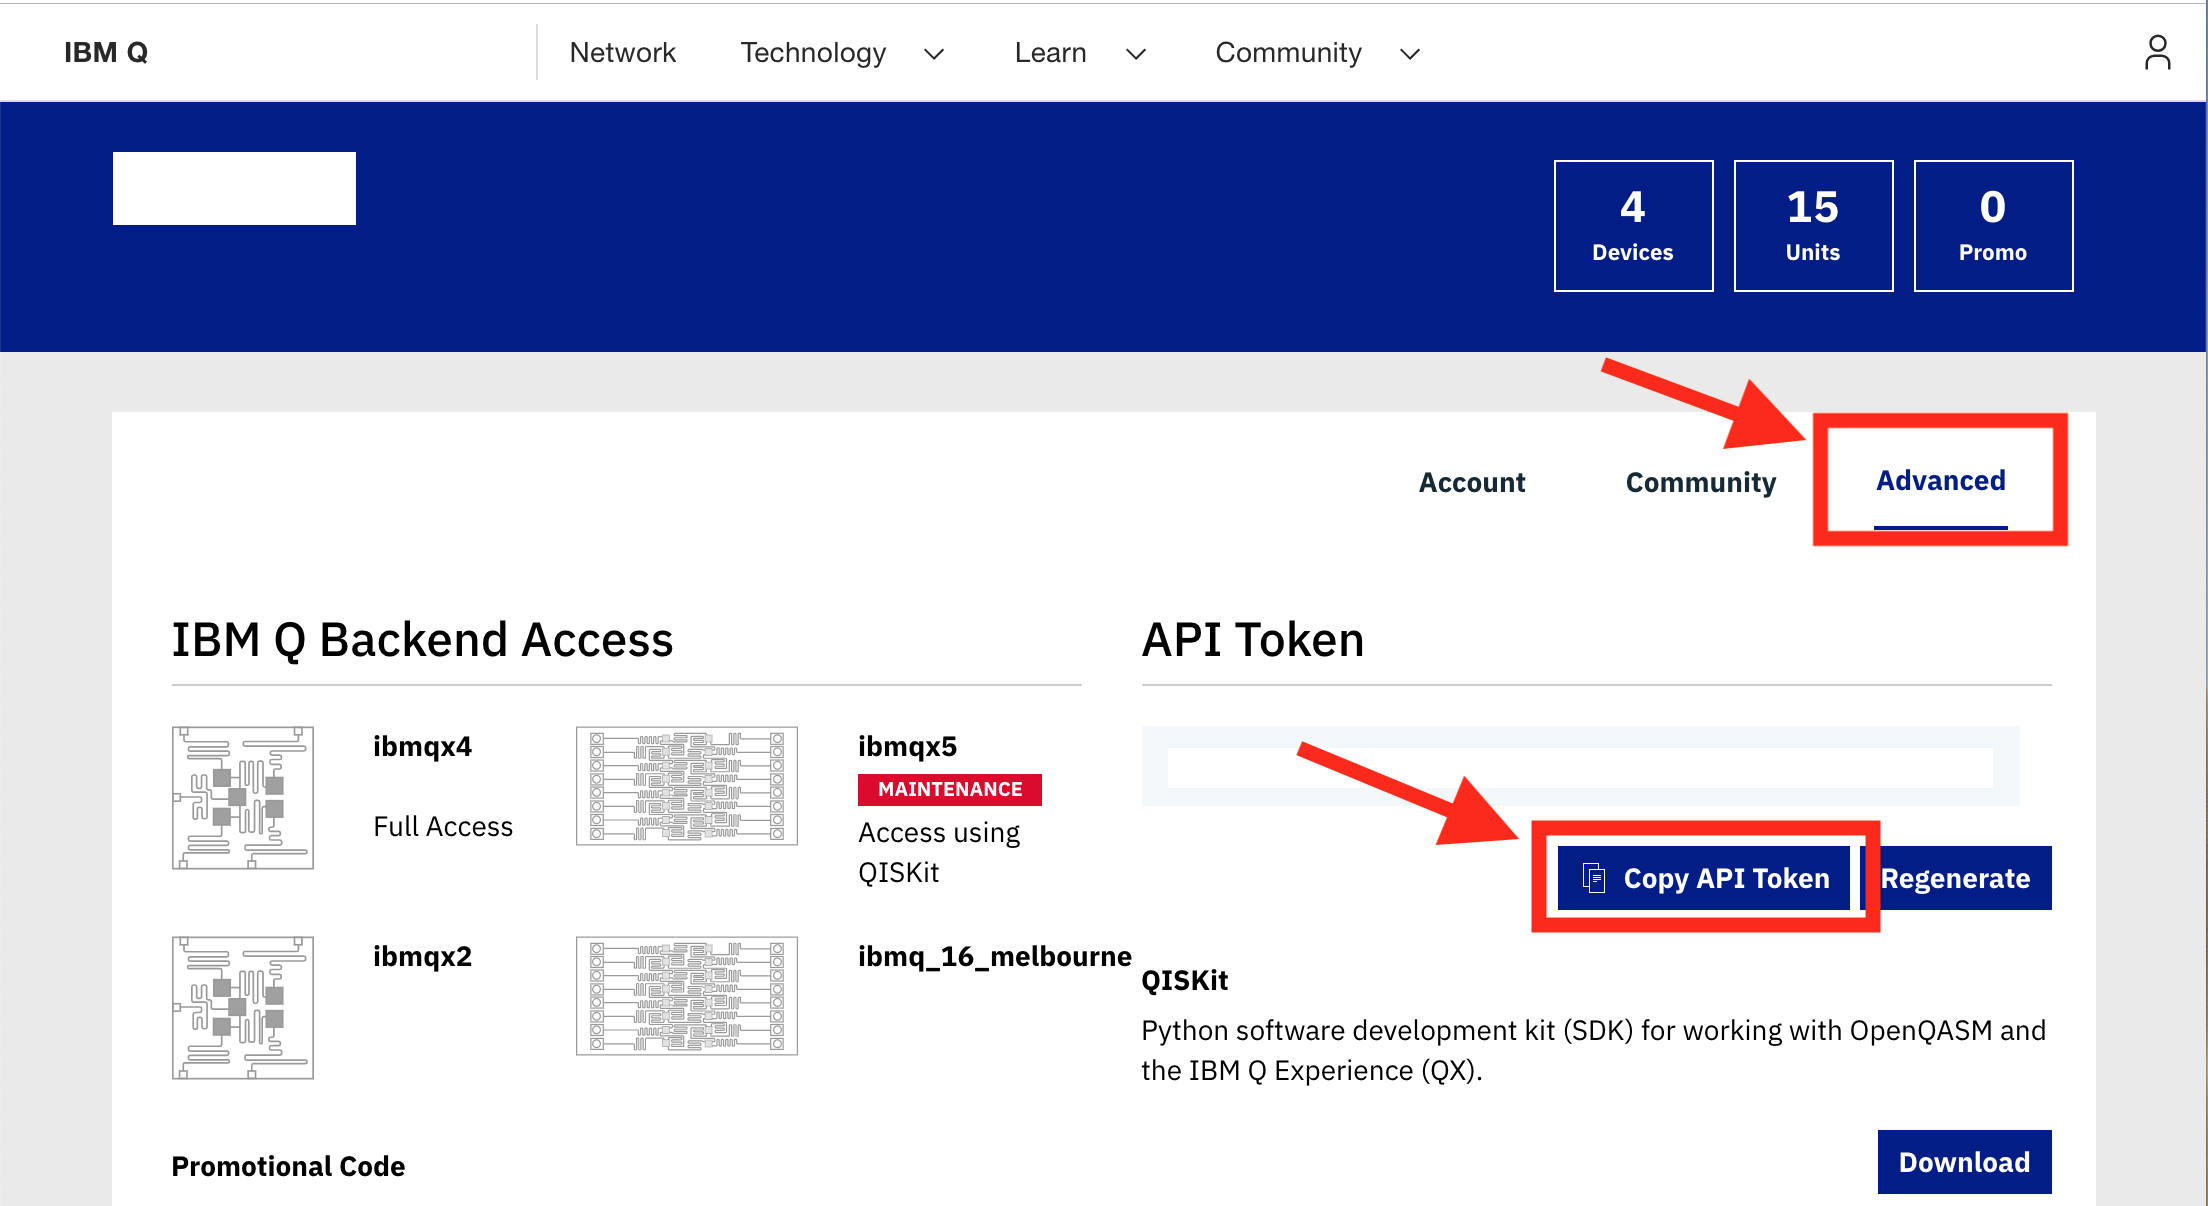 IBM Q
Network
Technology
Learn
Community
4
Devices
15
Units
0
Promo
Account
Community
Advanced
IBM Q Backend Access
ibmqx4
Full Access
ibmqx5
MAINTENANCE
Access using
QISKit
ibmqx2
ibmq_16_melbourne
Promotional Code
API Token
Copy API Token
Regenerate
QISKit
Python software development kit (SDK) for working with OpenQASM and
the IBM Q Experience (QX).
Download